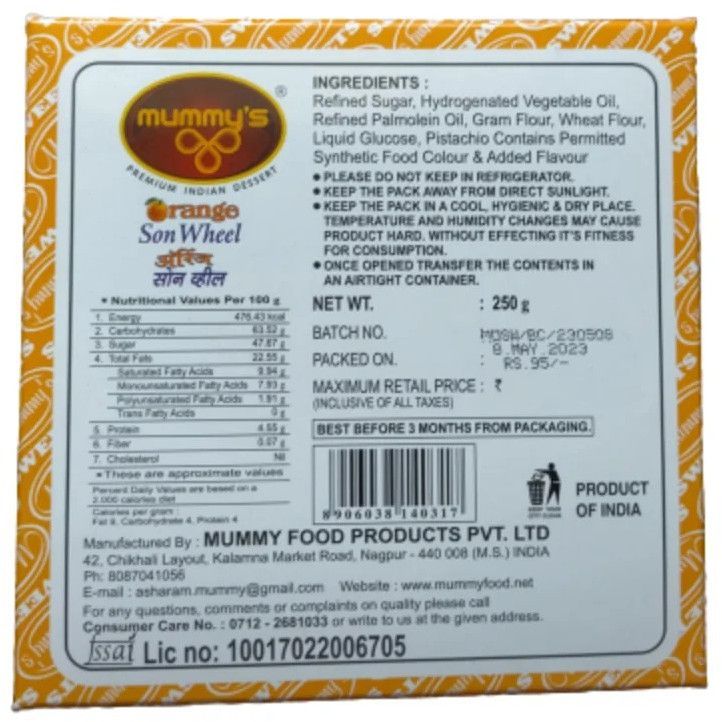 mummy's ®
PREMIUM INDIAN DESSERT
Orange
Son Wheel
ऑरेंज
सोन व्हील
• Nutritional Values Per 100 g
1. Energy 476.43 kcal
2. Carbohydrates 63.52 g
3. Sugar 47.87 g
4. Total Fats 22.55 g
Saturated Fatty Acids 9.94 g
Monounsaturated Fatty Acids 7.93 g
Polyunsaturated Fatty Acids 1.91 g
Trans Fatty Acids 0 g
5. Protein 4.55 g
6. Fiber 0.07 g
7. Cholesterol Nil
• These are approximate values
Percent Daily Values are based on a
2,000 calories diet
Calories per gram :
Fat 9, Carbohydrate 4, Protein 4
INGREDIENTS :
Refined Sugar, Hydrogenated Vegetable Oil,
Refined Palmolein Oil, Gram Flour, Wheat Flour,
Liquid Glucose, Pistachio Contains Permitted
Synthetic Food Colour & Added Flavour
• PLEASE DO NOT KEEP IN REFRIGERATOR.
• KEEP THE PACK AWAY FROM DIRECT SUNLIGHT.
• KEEP THE PACK IN A COOL, HYGIENIC & DRY PLACE.
TEMPERATURE AND HUMIDITY CHANGES MAY CAUSE
PRODUCT HARD, WITHOUT EFFECTING IT'S FITNESS
FOR CONSUMPTION.
• ONCE OPENED TRANSFER THE CONTENTS IN
AN AIRTIGHT CONTAINER.
NET WT. : 250 g
BATCH NO. MOSW/BC/230508
PACKED ON. 8 MAY 2023
RS.95/-
MAXIMUM RETAIL PRICE : ₹
(INCLUSIVE OF ALL TAXES)
BEST BEFORE 3 MONTHS FROM PACKAGING.
8906038 140317
PRODUCT
OF INDIA
Manufactured By : MUMMY FOOD PRODUCTS PVT. LTD
42, Chikhali Layout, Kalamna Market Road, Nagpur - 440 008 (M.S.) INDIA
Ph: 8087041056
E-mail : asharam.mummy@gmail.com Website : www.mummyfood.net
For any questions, comments or complaints on quality please call
Consumer Care No. : 0712 - 2681033 or write to us at the given address.
fssai Lic no: 10017022006705